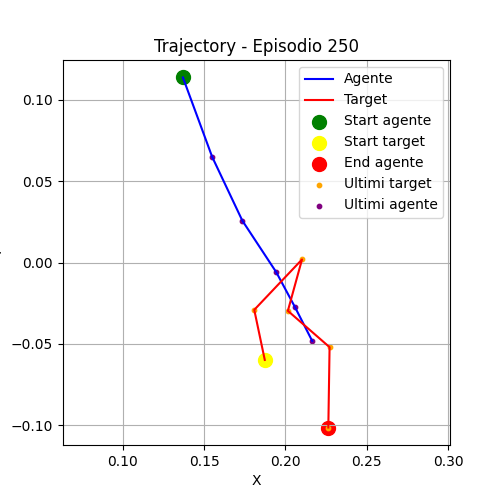 Trajectory - Episodio 250
Agente
Target
Start agente
Start target
End agente
Ultimi target
Ultimi agente
0.10
0.05
0.00
−0.05
−0.10
0.10 0.15 0.20 0.25 0.30
X